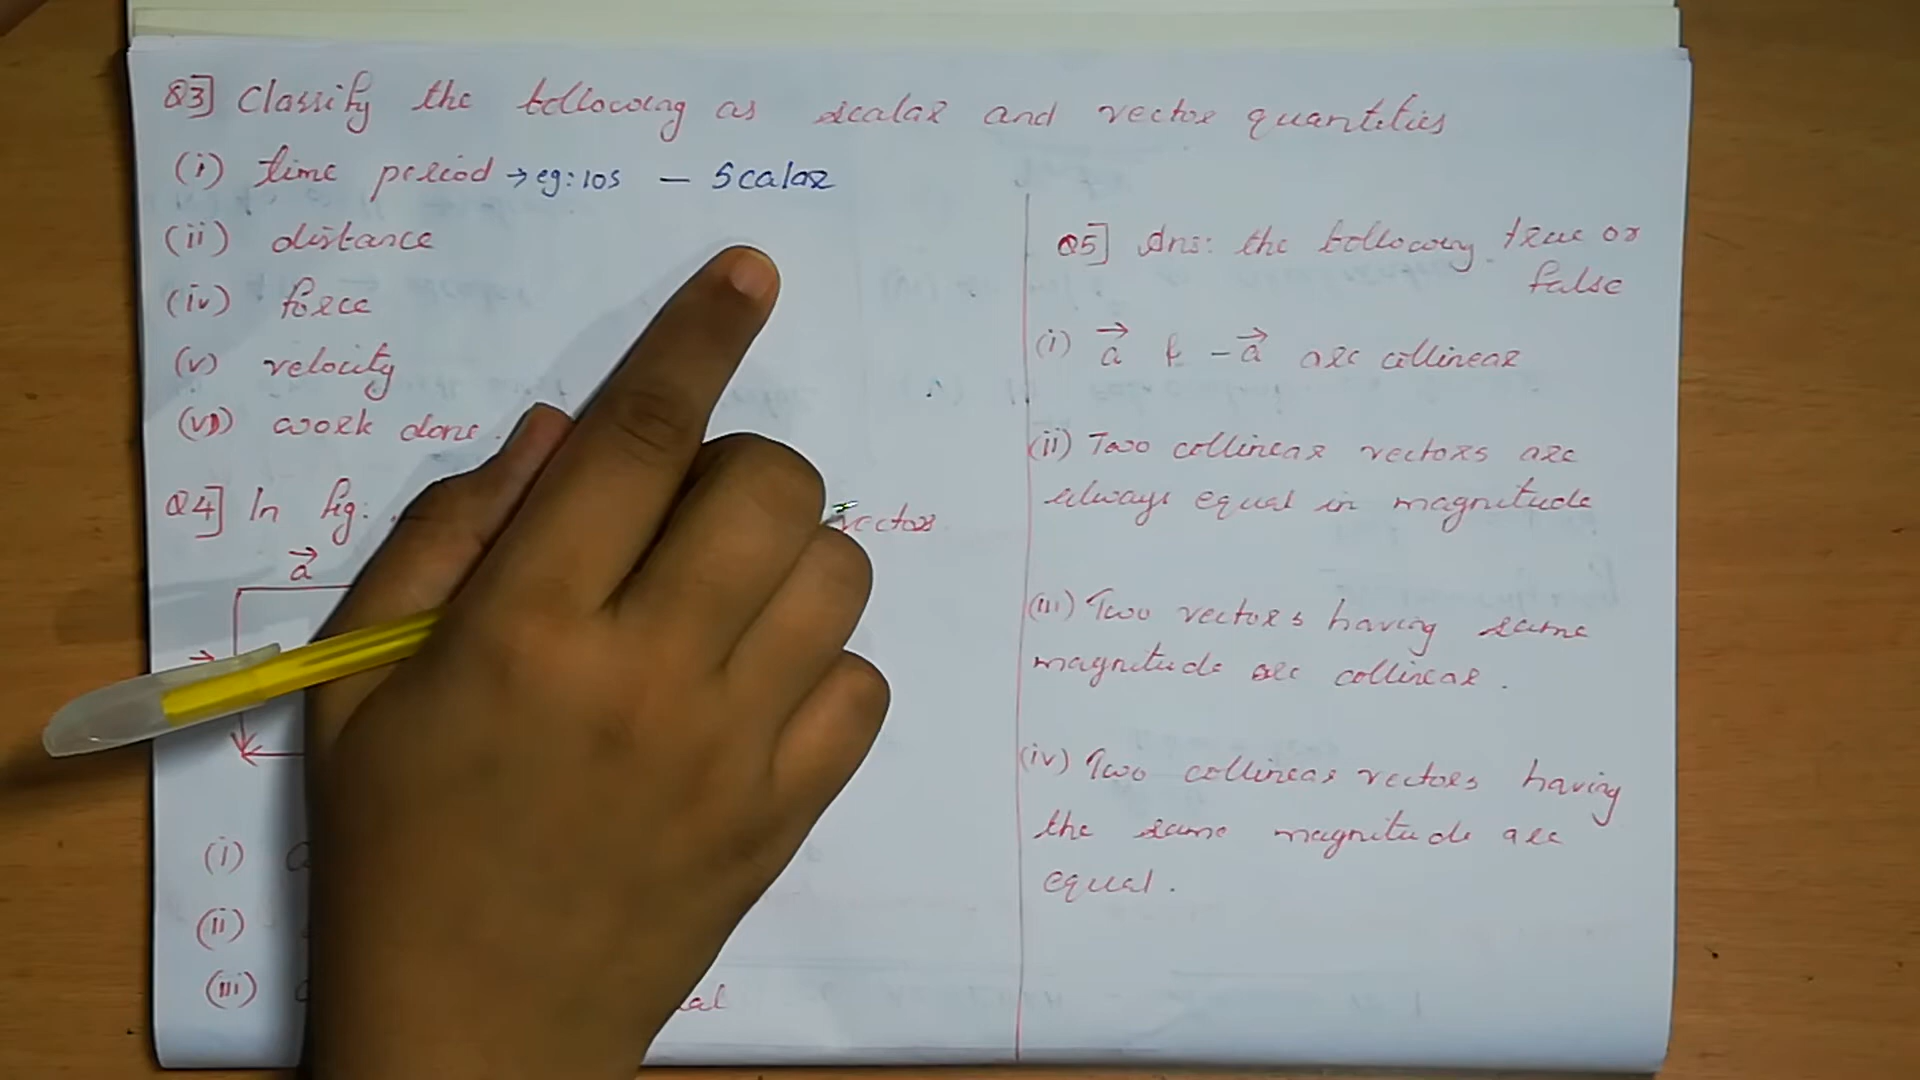 Q3] Classify the following as scalar and vector quantities
(i) time period → eg: 10s — Scalar
(ii) distance
(iv) force
(v) velocity
(vi) work done.
Q4] In fig: vector
a
(i)
(ii)
(iii)
Q5] Ans: the following true or
false
(i) a⃗ & -a⃗ are collinear
(ii) Two collinear vectors are
always equal in magnitude
(iii) Two vectors having same
magnitude are collinear.
(iv) Two collinear vectors having
the same magnitude are
equal.